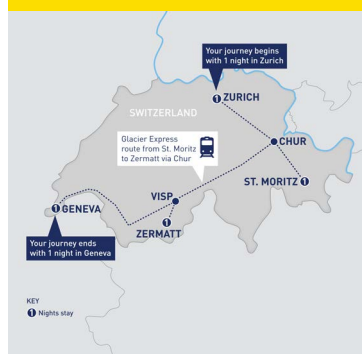 Your journey begins
with 1 night in Zurich
1 ZURICH
SWITZERLAND
Glacier Express
route from St. Moritz
to Zermatt via Chur
CHUR
ST. MORITZ 1
VISP
1 GENEVA
1
ZERMATT
Your journey ends
with 1 night in Geneva
KEY
1 Nights stay